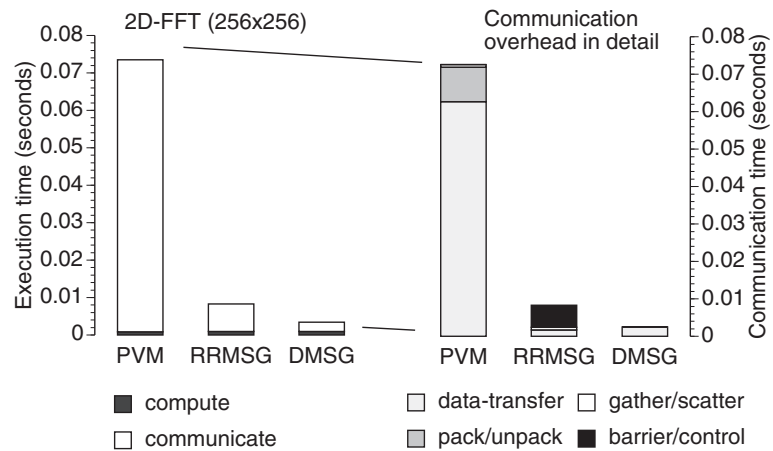 2D-FFT (256x256)
Communication
overhead in detail
Execution time (seconds)
0.08
0.07
0.06
0.05
0.04
0.03
0.02
0.01
0
PVM RRMSG DMSG
compute
communicate
Communication time (seconds)
0.08
0.07
0.06
0.05
0.04
0.03
0.02
0.01
0
PVM RRMSG DMSG
data-transfer gather/scatter
pack/unpack barrier/control